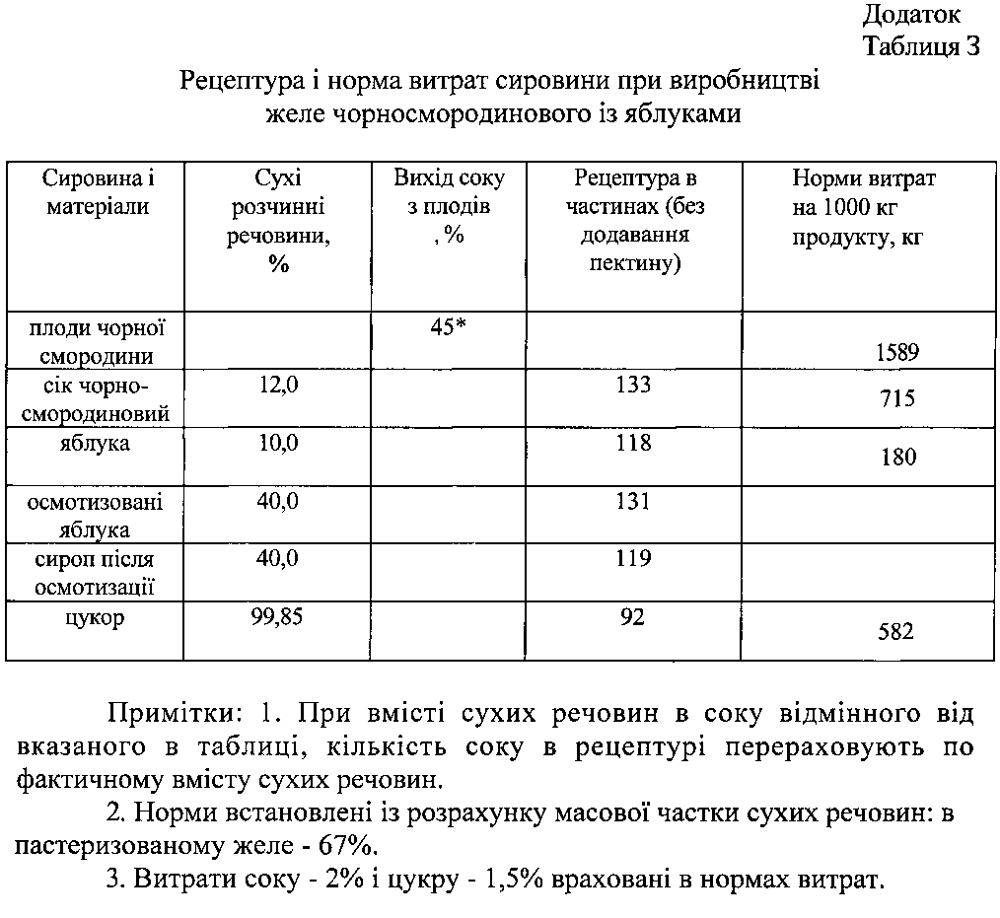 Додаток
Таблиця 3
Рецептура і норма витрат сировини при виробництві
желе чорносмородинового із яблуками
Сировина і
матеріали
Сухі
розчинні
речовини,
%
Вихід соку
з плодів
, %
Рецептура в
частинах (без
додавання
пектину)
Норми витрат
на 1000 кг
продукту, кг
плоди чорної
смородини
45*
1589
сік чорно-
смородиновий
12,0
133
715
яблука
10,0
118
180
осмотизовані
яблука
40,0
131
сироп після
осмотизації
40,0
119
цукор
99,85
92
582
Примітки: 1. При вмісті сухих речовин в соку відмінного від
вказаного в таблиці, кількість соку в рецептурі перераховують по
фактичному вмісту сухих речовин.
2. Норми встановлені із розрахунку масової частки сухих речовин: в
пастеризованому желе - 67%.
3. Витрати соку - 2% і цукру - 1,5% враховані в нормах витрат.